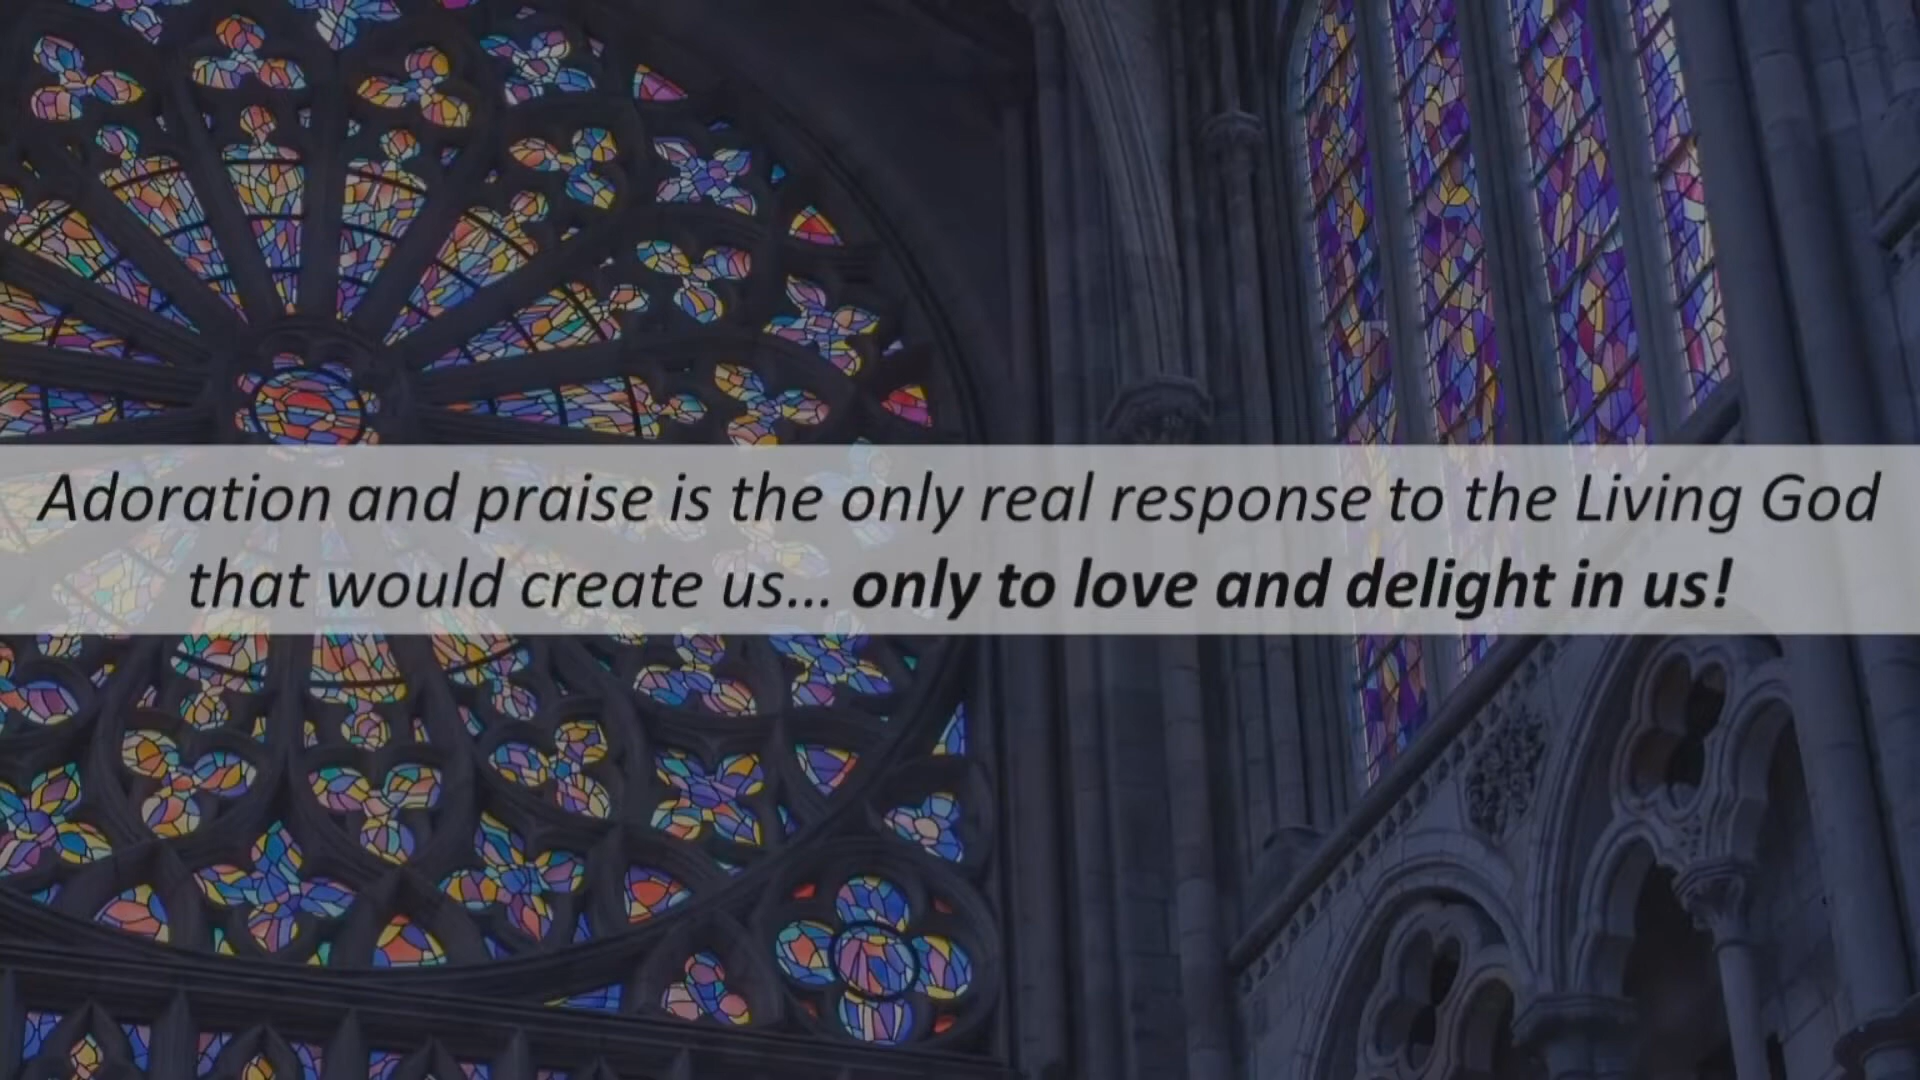 Adoration and praise is the only real response to the Living God
that would create us... only to love and delight in us!